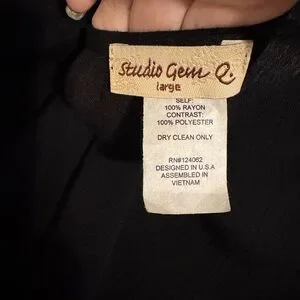 Studio Gem e.
large
SELF:
100% RAYON
CONTRAST:
100% POLYESTER
DRY CLEAN ONLY
RN#124062
DESIGNED IN U.S.A
ASSEMBLED IN
VIETNAM